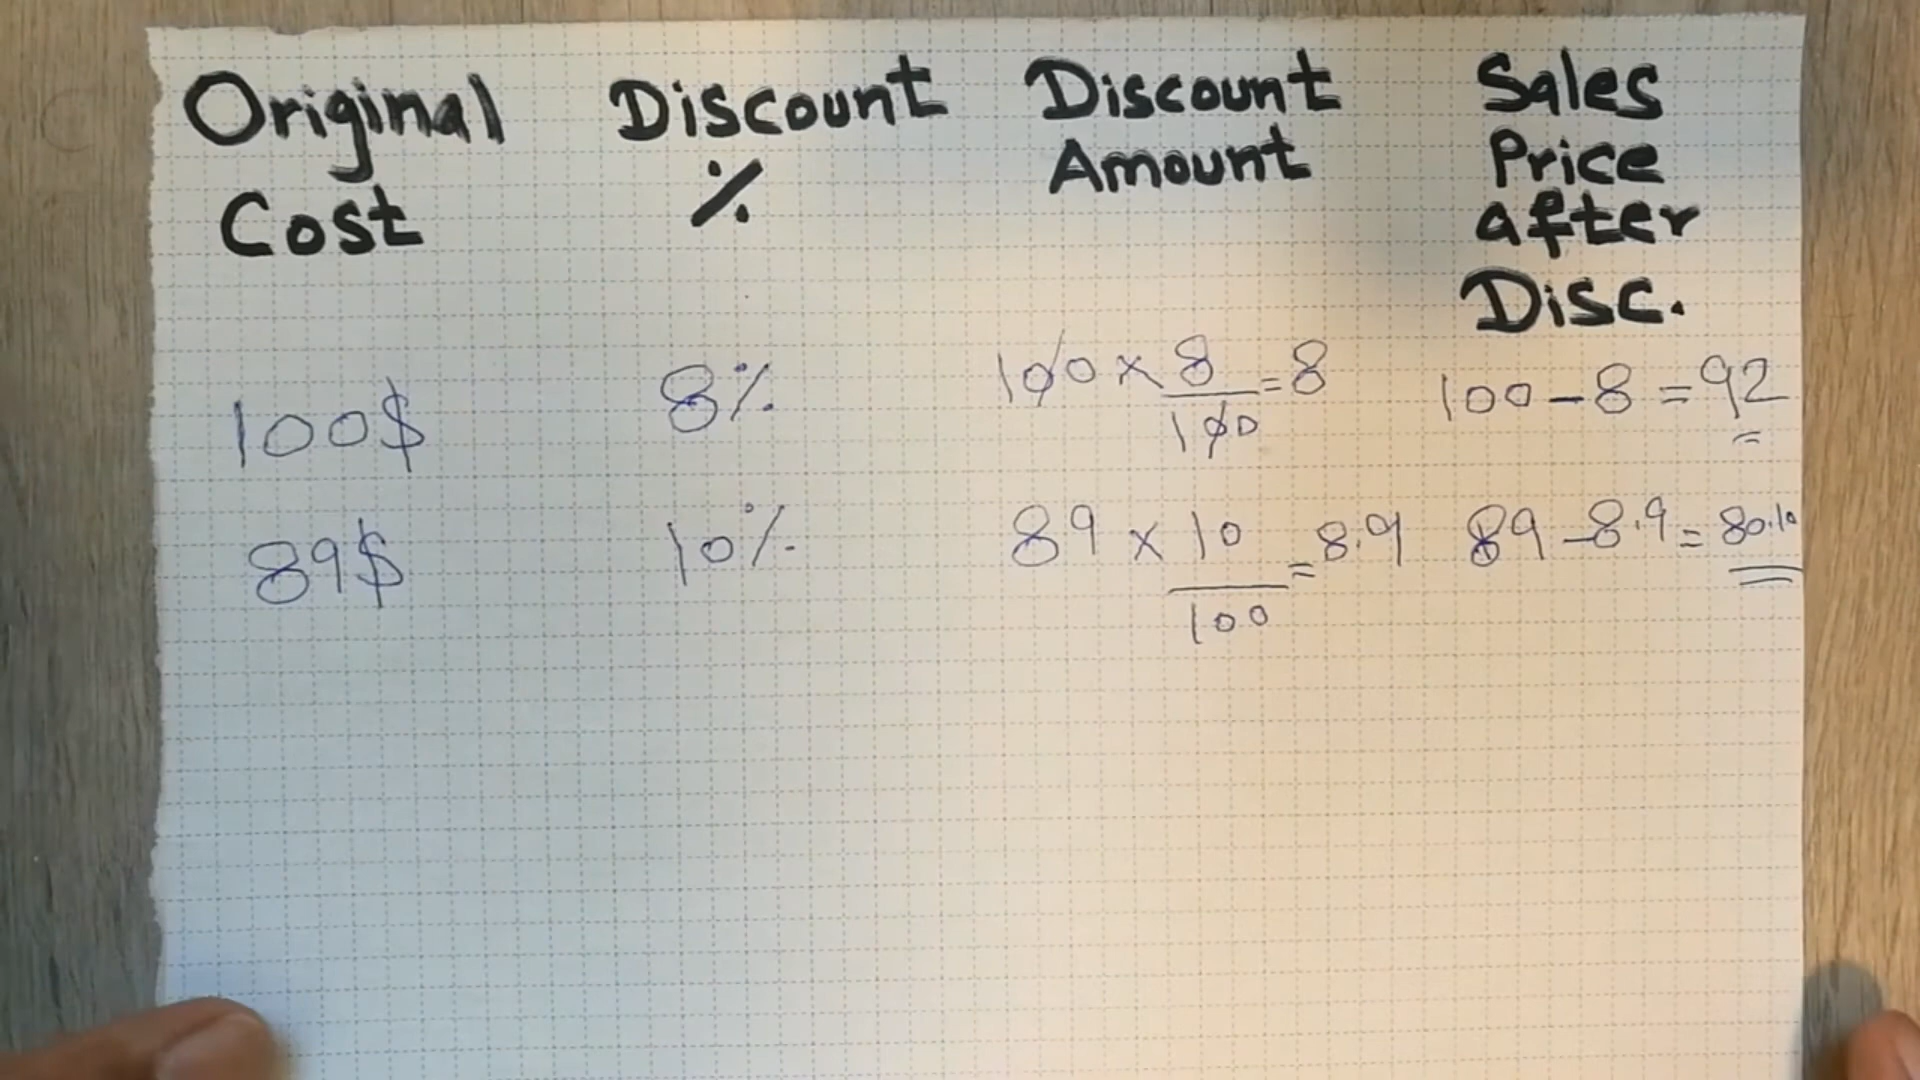 Original Discount Discount Sales
Cost % Amount Price
after
Disc.
100$ 8% 100 x 8 = 8 100 - 8 = 92
100
89$ 10% 89 x 10 = 8.9 89 - 8.9 = 80.10
100